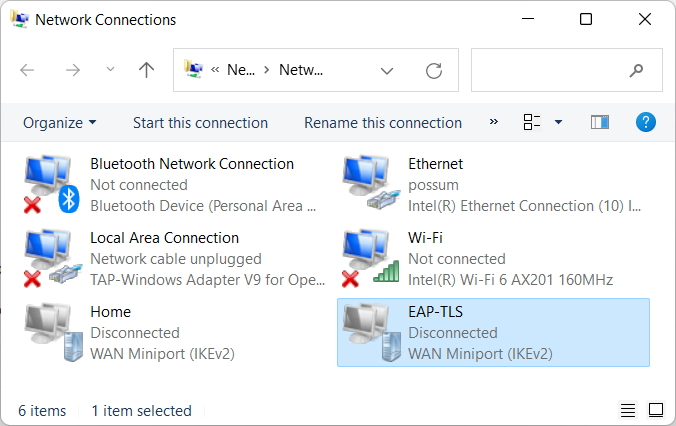 Network Connections
« Ne... > Netw...
Organize Start this connection Rename this connection » ?
Bluetooth Network Connection
Not connected
Bluetooth Device (Personal Area ...
Ethernet
possum
Intel(R) Ethernet Connection (10) I...
Local Area Connection
Network cable unplugged
TAP-Windows Adapter V9 for Ope...
Wi-Fi
Not connected
Intel(R) Wi-Fi 6 AX201 160MHz
Home
Disconnected
WAN Miniport (IKEv2)
EAP-TLS
Disconnected
WAN Miniport (IKEv2)
6 items 1 item selected